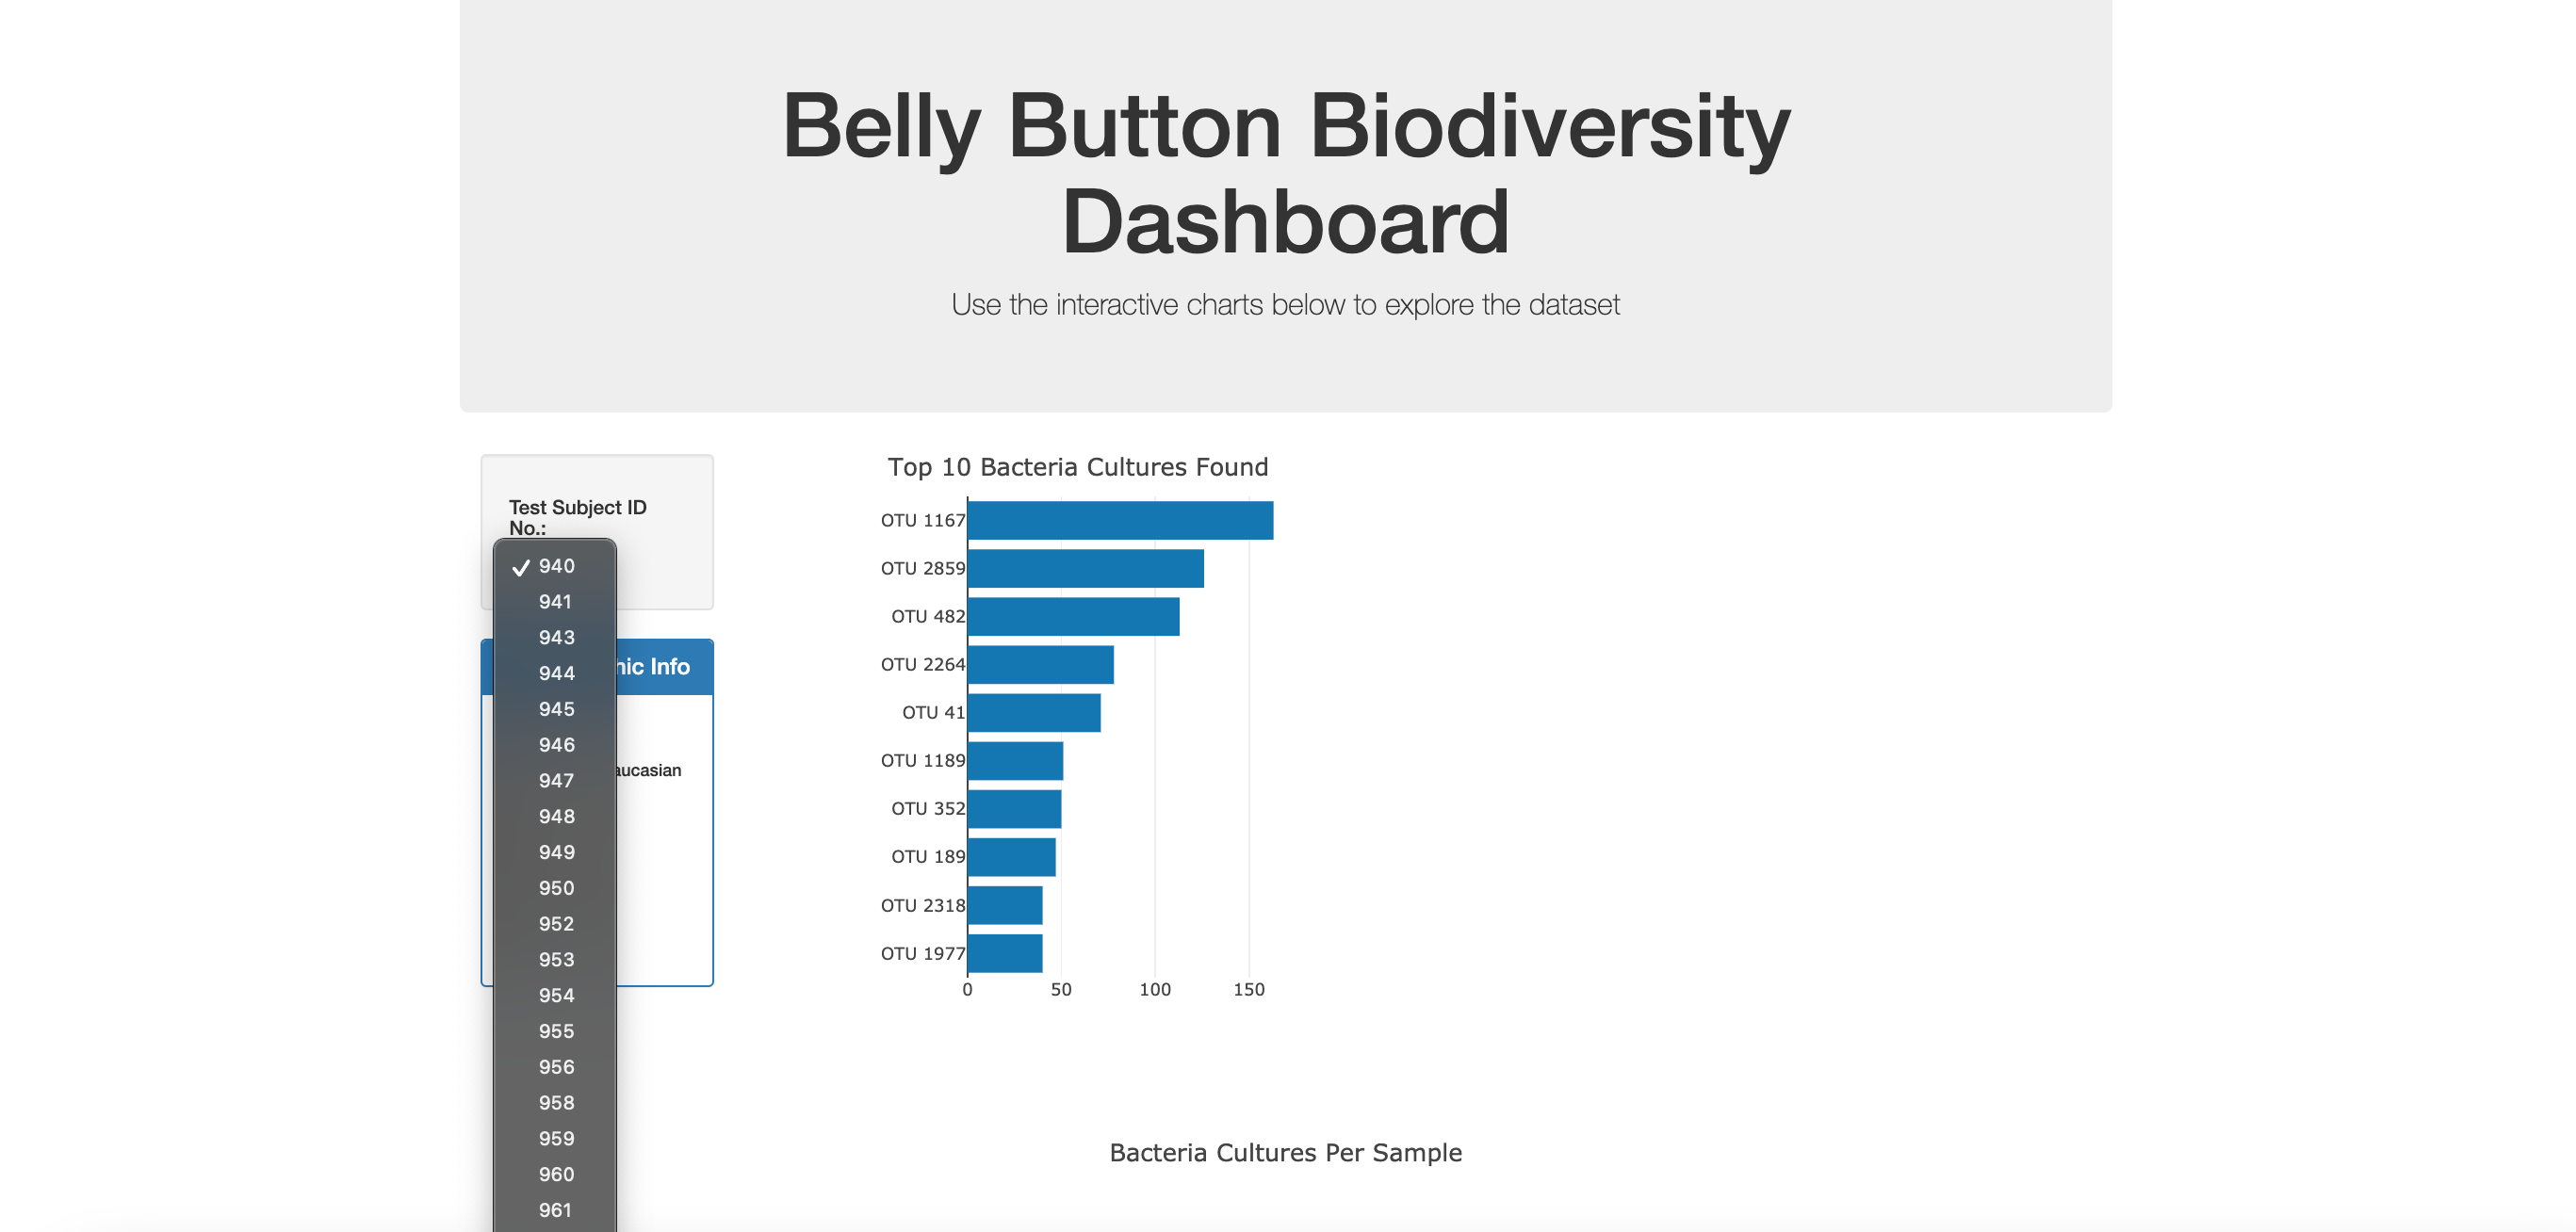 Belly Button Biodiversity
Dashboard
Use the interactive charts below to explore the dataset
Test Subject ID
No.:
✓ 940
941
943
944
945
946
947
948
949
950
952
953
954
955
956
958
959
960
961
hic Info
aucasian
Top 10 Bacteria Cultures Found
OTU 1167
OTU 2859
OTU 482
OTU 2264
OTU 41
OTU 1189
OTU 352
OTU 189
OTU 2318
OTU 1977
0 50 100 150
Bacteria Cultures Per Sample